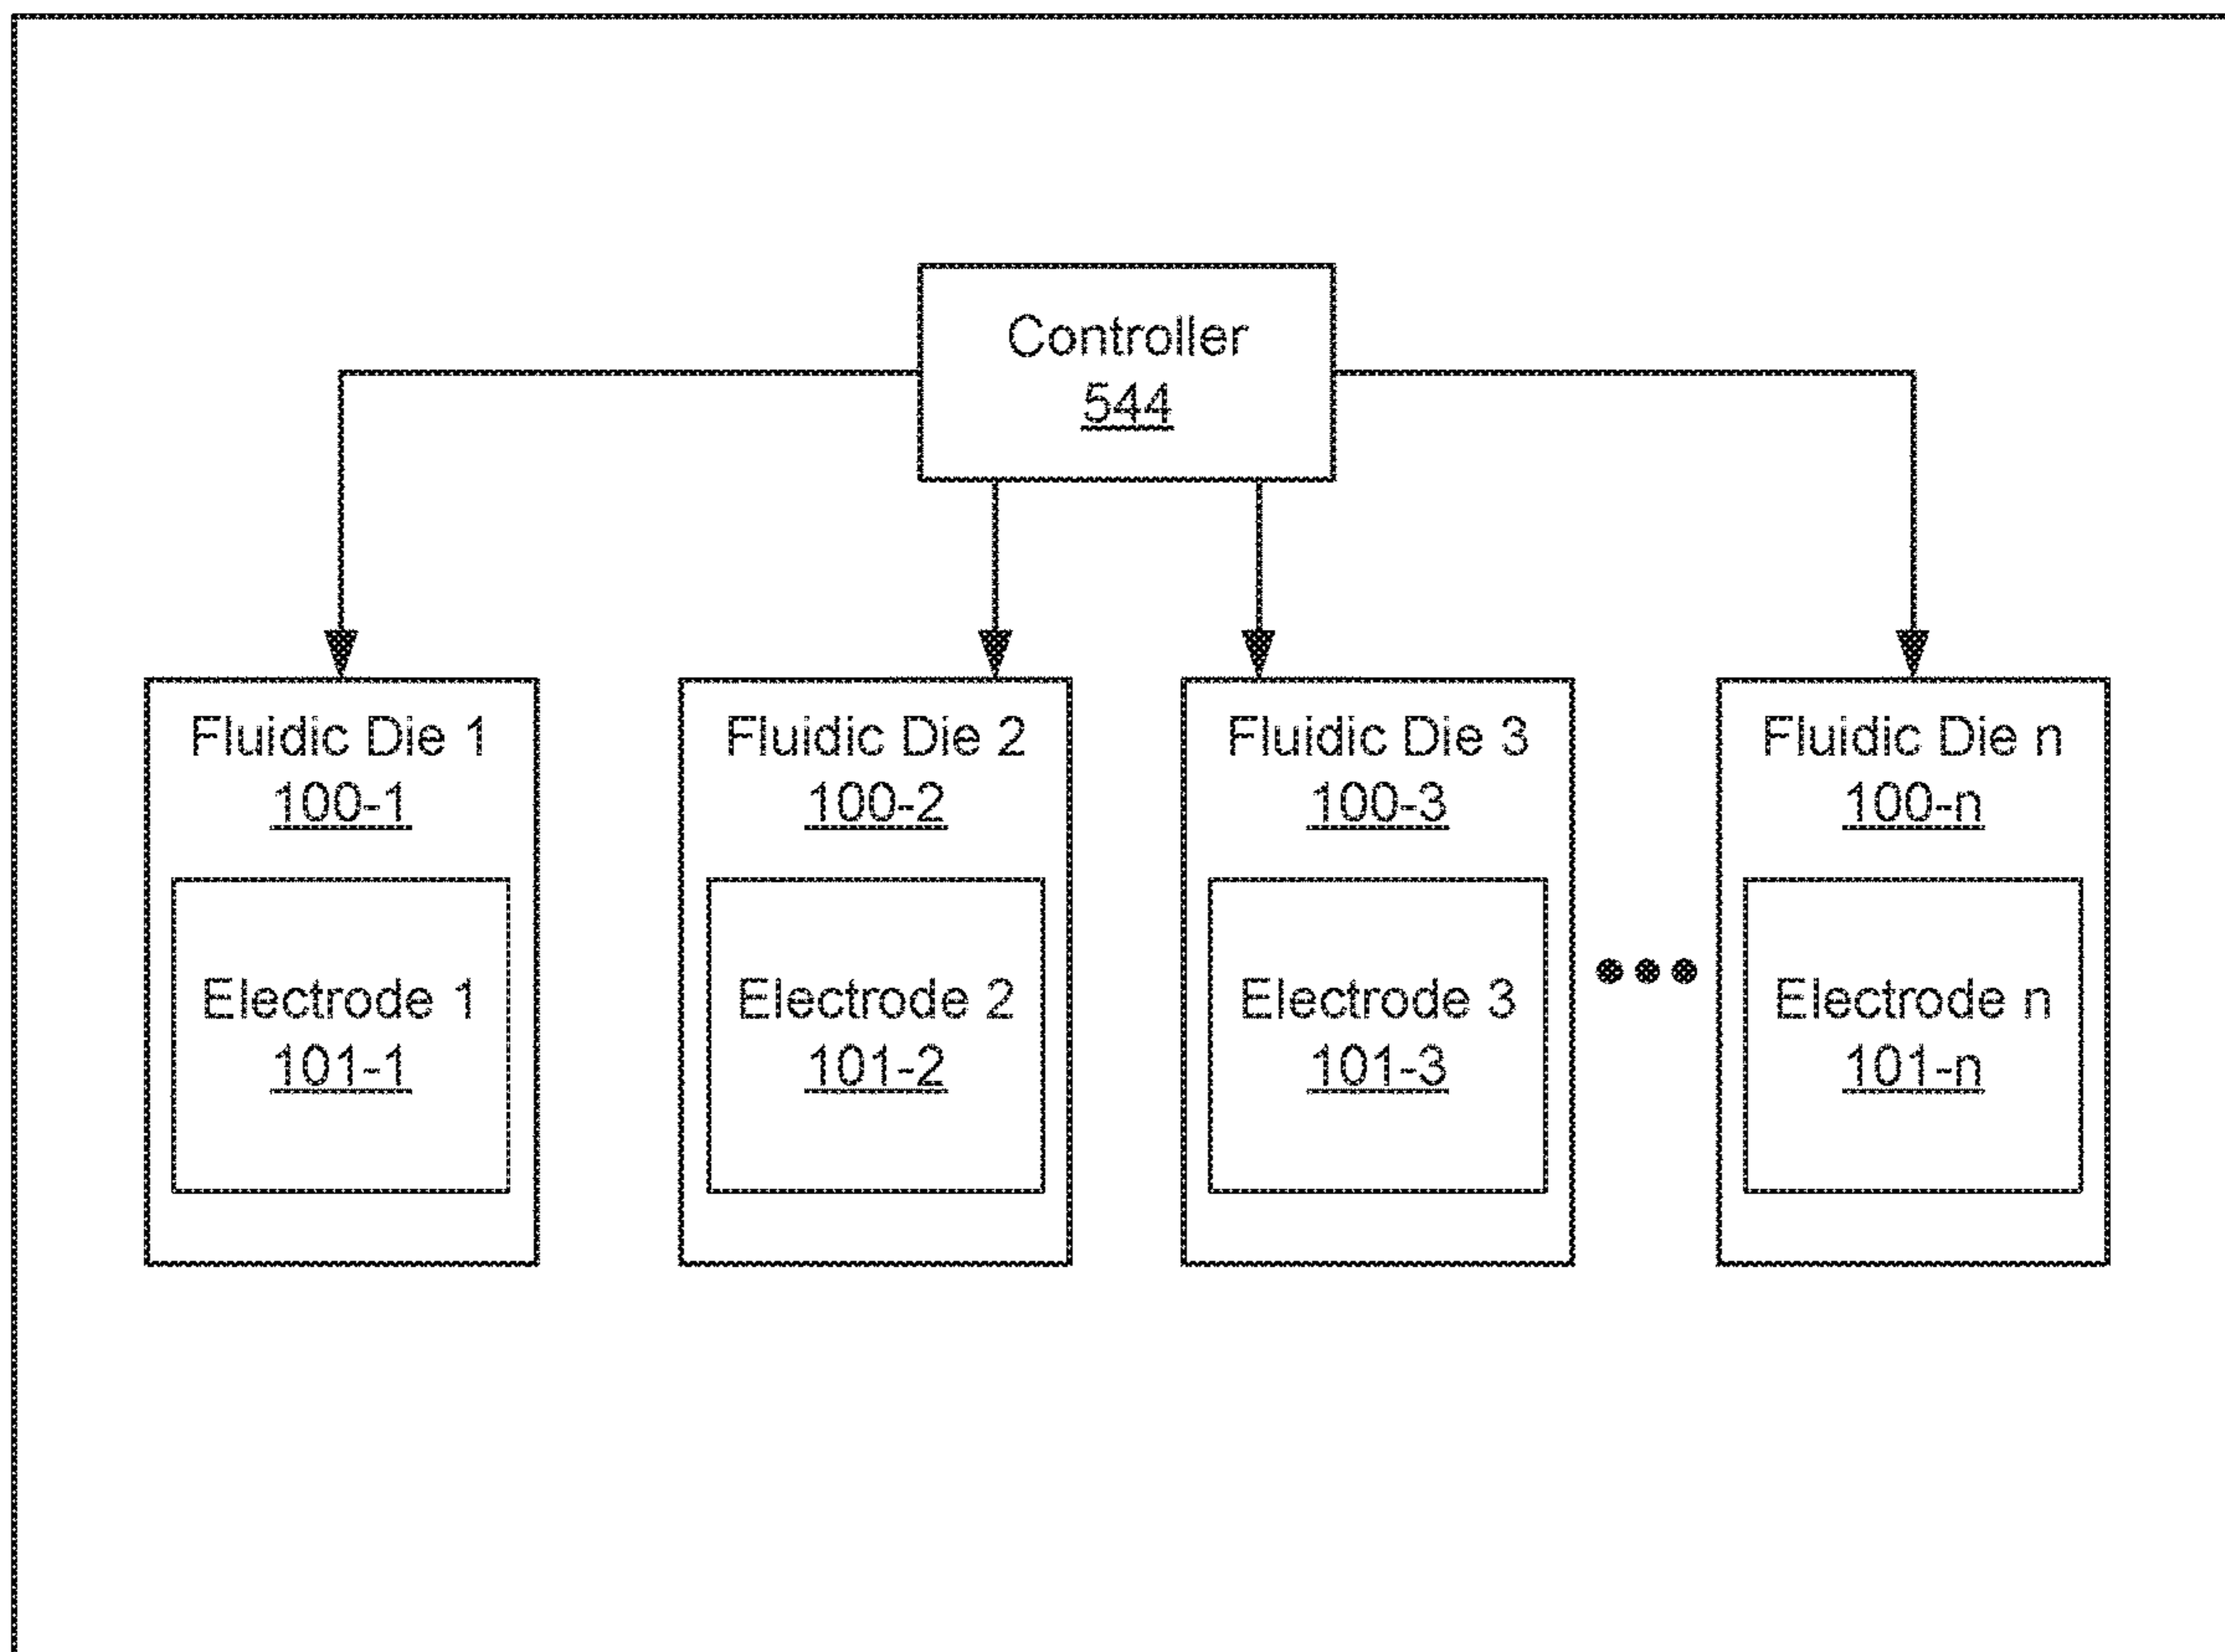 Controller
544
Fluidic Die 1
100-1
Fluidic Die 2
100-2
Fluidic Die 3
100-3
Fluidic Die n
100-n
Electrode 1
101-1
Electrode 2
101-2
Electrode 3
101-3
Electrode n
101-n